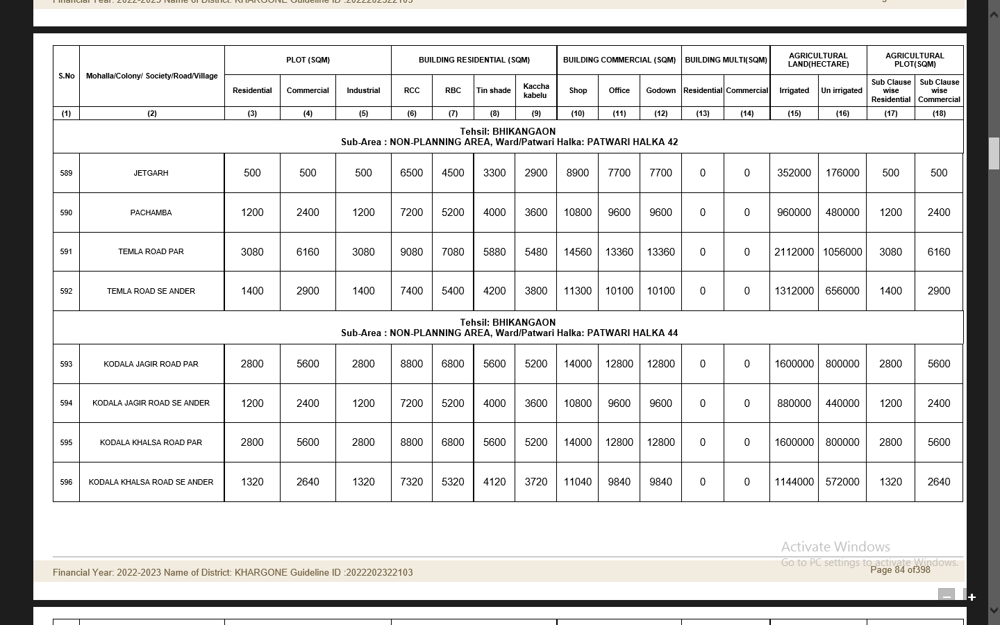 Financial Year: 2022-2023 Name of District: KHARGONE Guideline ID :2022202322103
S.No Mohalla/Colony/ Society/Road/Village PLOT (SQM) BUILDING RESIDENTIAL (SQM) BUILDING COMMERCIAL (SQM) BUILDING MULTI(SQM) AGRICULTURAL LAND(HECTARE) AGRICULTURAL PLOT(SQM)
Residential Commercial Industrial RCC RBC Tin shade Kaccha kabelu Shop Office Godown Residential Commercial Irrigated Un irrigated Sub Clause wise Residential Sub Clause wise Commercial
(1) (2) (3) (4) (5) (6) (7) (8) (9) (10) (11) (12) (13) (14) (15) (16) (17) (18)
Tehsil: BHIKANGAON
Sub-Area : NON-PLANNING AREA, Ward/Patwari Halka: PATWARI HALKA 42
589 JETGARH 500 500 500 6500 4500 3300 2900 8900 7700 7700 0 0 352000 176000 500 500
590 PACHAMBA 1200 2400 1200 7200 5200 4000 3600 10800 9600 9600 0 0 960000 480000 1200 2400
591 TEMLA ROAD PAR 3080 6160 3080 9080 7080 5880 5480 14560 13360 13360 0 0 2112000 1056000 3080 6160
592 TEMLA ROAD SE ANDER 1400 2900 1400 7400 5400 4200 3800 11300 10100 10100 0 0 1312000 656000 1400 2900
Tehsil: BHIKANGAON
Sub-Area : NON-PLANNING AREA, Ward/Patwari Halka: PATWARI HALKA 44
593 KODALA JAGIR ROAD PAR 2800 5600 2800 8800 6800 5600 5200 14000 12800 12800 0 0 1600000 800000 2800 5600
594 KODALA JAGIR ROAD SE ANDER 1200 2400 1200 7200 5200 4000 3600 10800 9600 9600 0 0 880000 440000 1200 2400
595 KODALA KHALSA ROAD PAR 2800 5600 2800 8800 6800 5600 5200 14000 12800 12800 0 0 1600000 800000 2800 5600
596 KODALA KHALSA ROAD SE ANDER 1320 2640 1320 7320 5320 4120 3720 11040 9840 9840 0 0 1144000 572000 1320 2640
Activate Windows
Go to PC settings to activate Windows.
Financial Year: 2022-2023 Name of District: KHARGONE Guideline ID :2022202322103 Page 84 of398